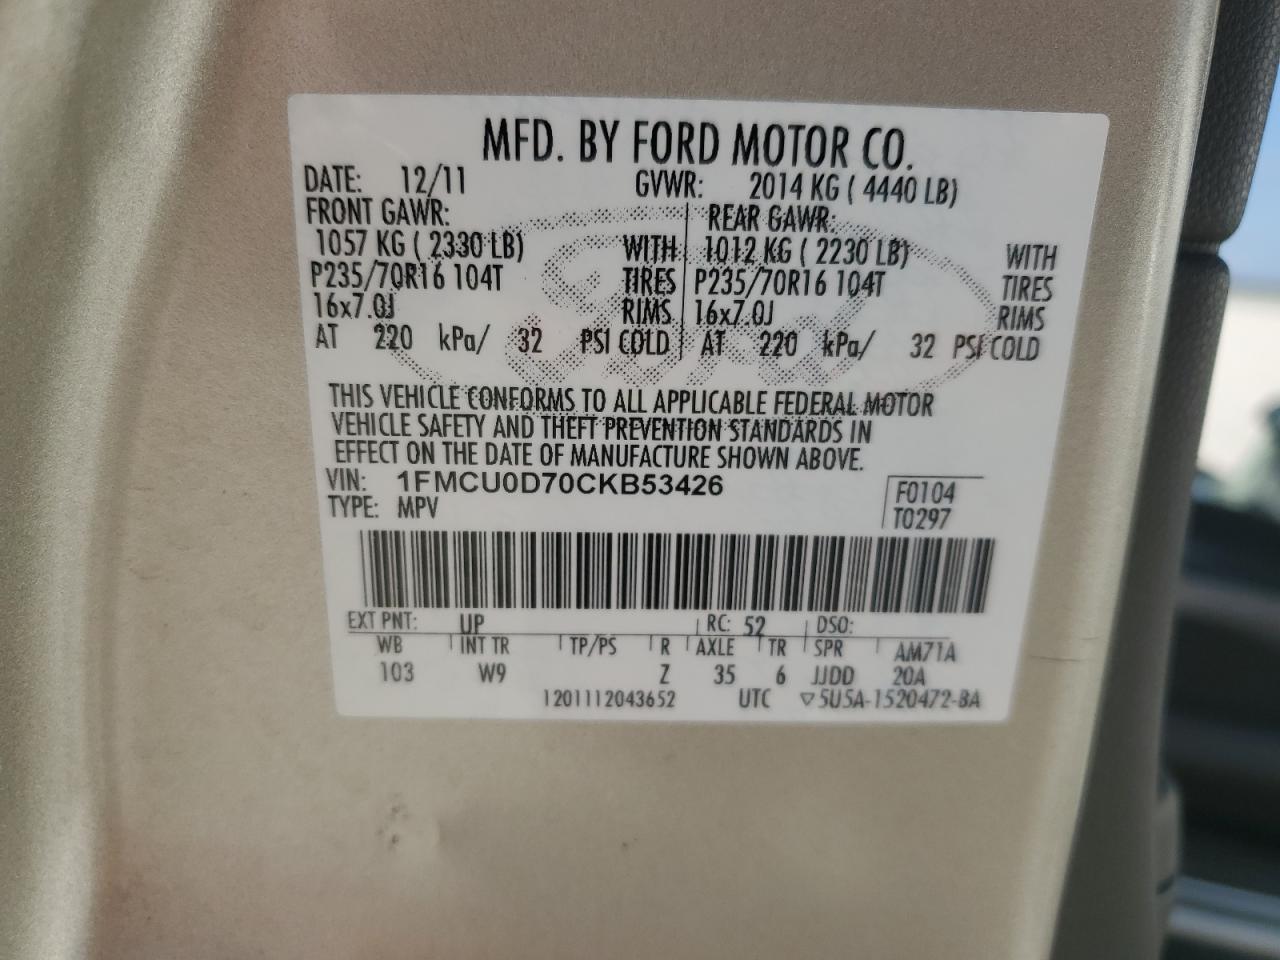 MFD. BY FORD MOTOR CO.
DATE: 12/11 GVWR: 2014 KG ( 4440 LB)
FRONT GAWR: REAR GAWR:
1057 KG ( 2330 LB) WITH 1012 KG ( 2230 LB) WITH
P235/70R16 104T TIRES P235/70R16 104T TIRES
16x7.0J RIMS 16x7.0J RIMS
AT 220 kPa/ 32 PSI COLD AT 220 kPa/ 32 PSI COLD
THIS VEHICLE CONFORMS TO ALL APPLICABLE FEDERAL MOTOR
VEHICLE SAFETY AND THEFT PREVENTION STANDARDS IN
EFFECT ON THE DATE OF MANUFACTURE SHOWN ABOVE.
VIN: 1FMCU0D70CKB53426 F0104
TYPE: MPV T0297
EXT PNT: UP RC: 52 DSO:
WB INT TR TP/PS R AXLE TR SPR AM71A
103 W9 Z 35 6 JJDD 20A
1201112043652 UTC ▽5U5A-1520472-BA